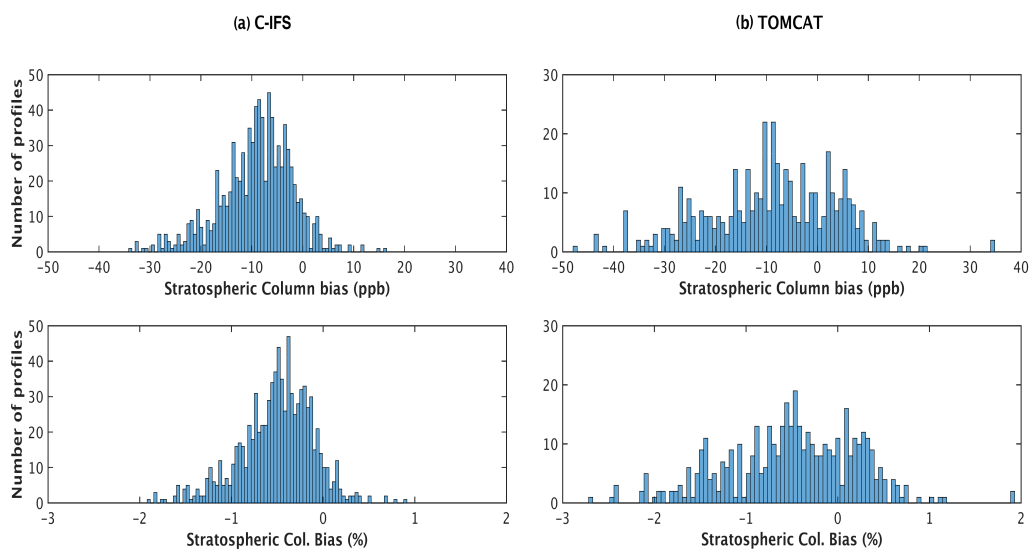 (a) C-IFS
(b) TOMCAT
Number of profiles
50
40
30
20
10
0
−50 −40 −30 −20 −10 0 10 20 30 40
Stratospheric Column bias (ppb)
30
20
10
0
−50 −40 −30 −20 −10 0 10 20 30 40
Stratospheric Column bias (ppb)
Number of profiles
50
40
30
20
10
0
−3 −2 −1 0 1 2
Stratospheric Col. Bias (%)
30
20
10
0
−3 −2 −1 0 1 2
Stratospheric Col. Bias (%)